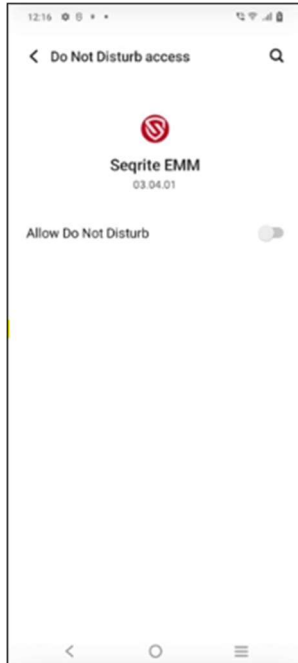 12:16
Do Not Disturb access
Seqrite EMM
03.04.01
Allow Do Not Disturb